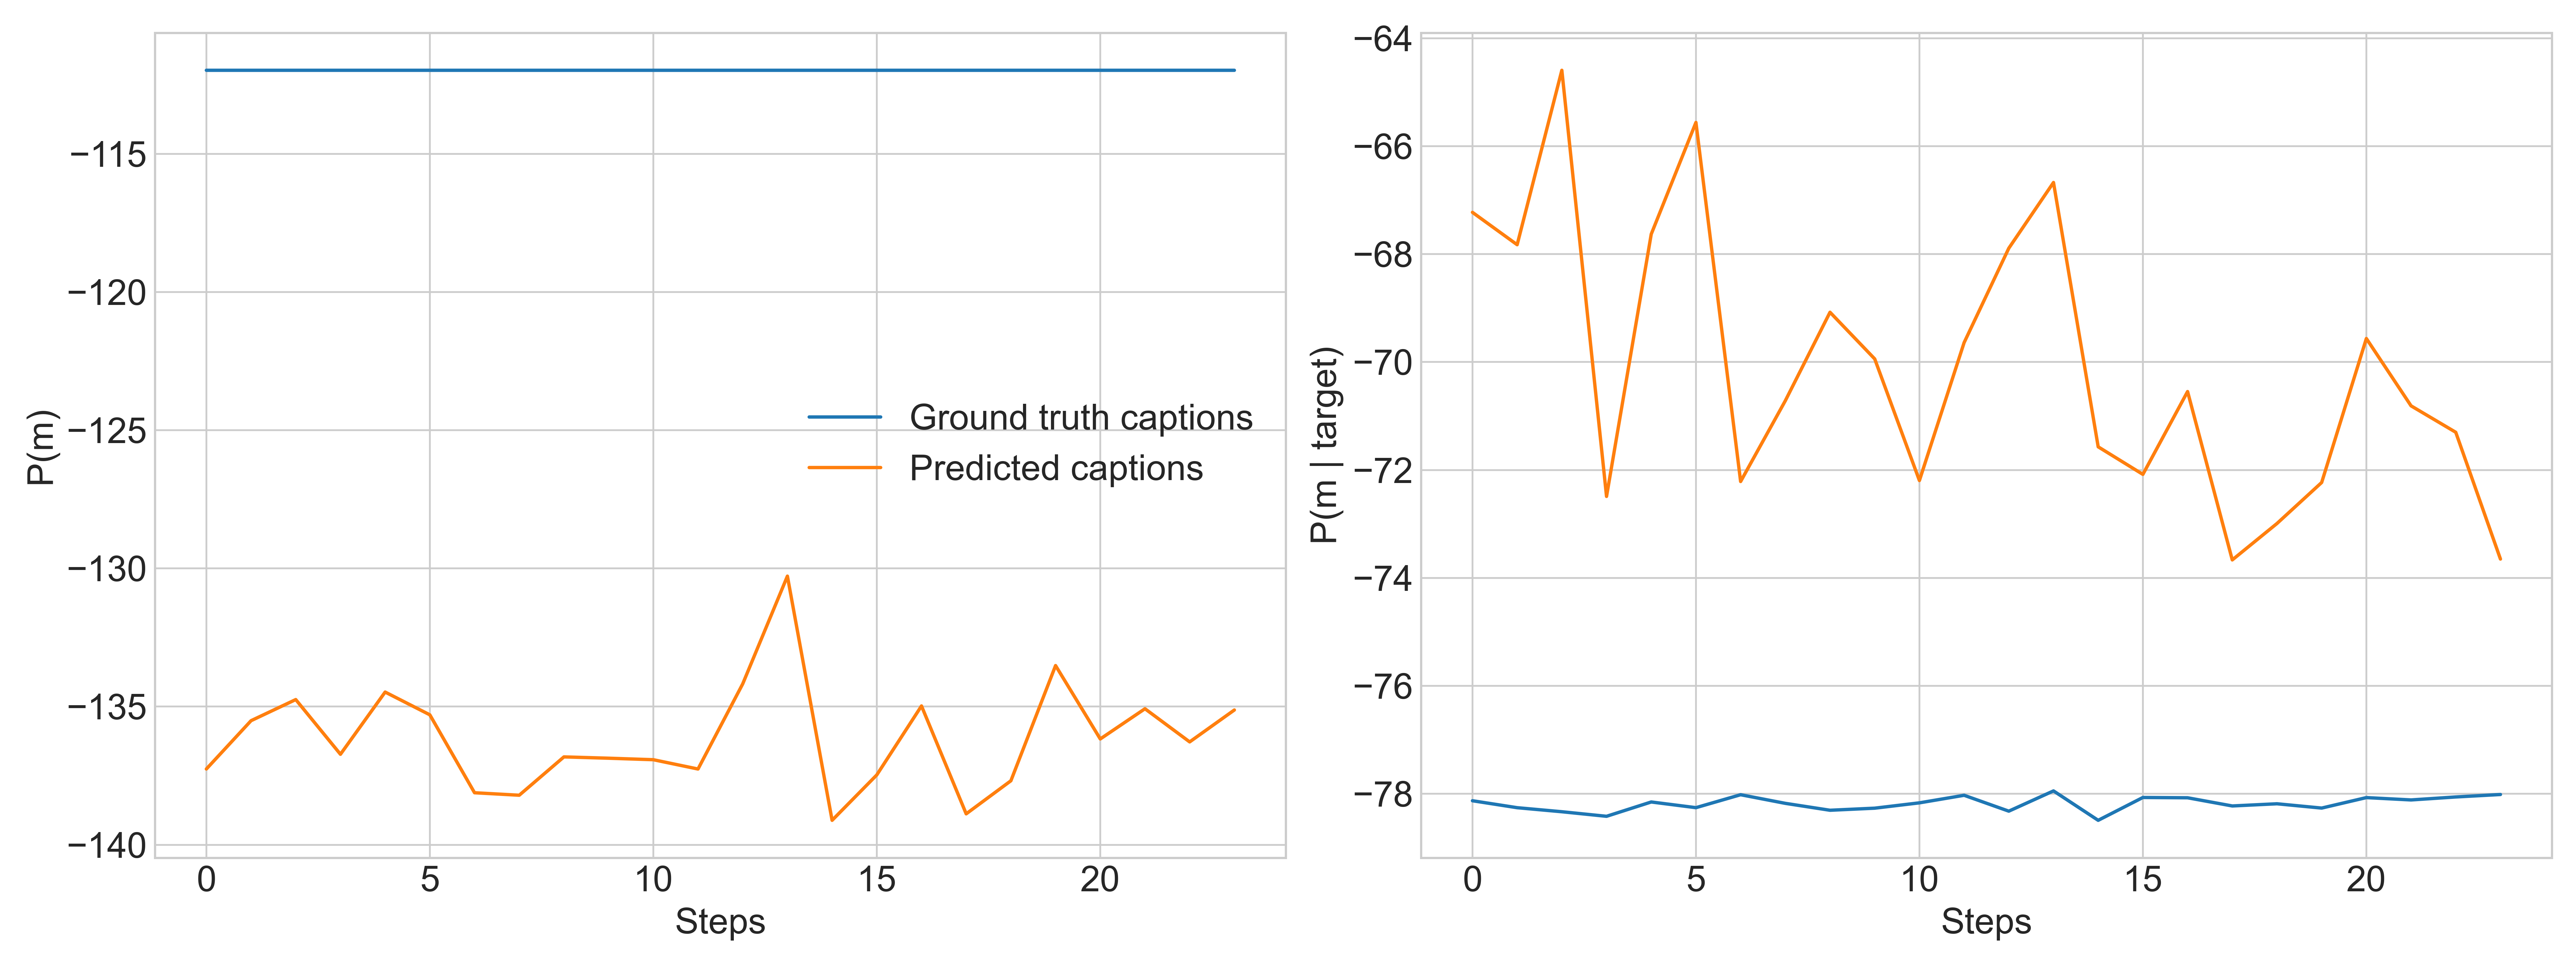 P(m)
−115
−120
−125
−130
−135
−140
0 5 10 15 20
Steps
Ground truth captions
Predicted captions
P(m | target)
−64
−66
−68
−70
−72
−74
−76
−78
0 5 10 15 20
Steps